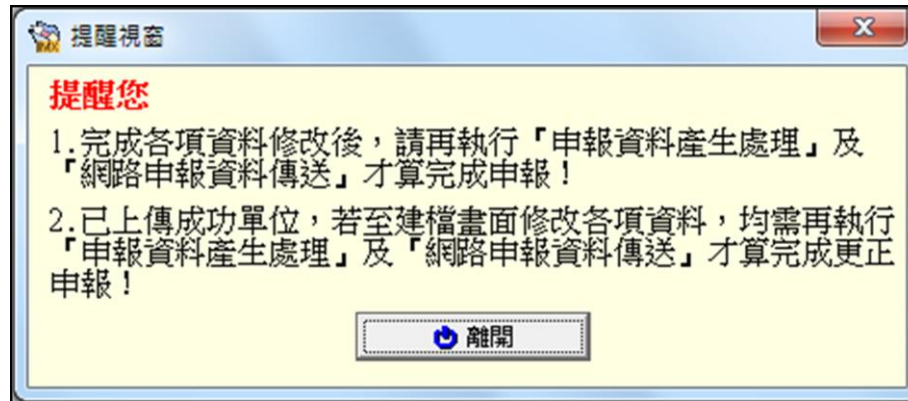 提醒視窗
提醒您
1.完成各項資料修改後，請再執行「申報資料產生處理」及
「網路申報資料傳送」才算完成申報！
2.已上傳成功單位，若至建檔畫面修改各項資料，均需再執行
「申報資料產生處理」及「網路申報資料傳送」才算完成更正
申報！
離開